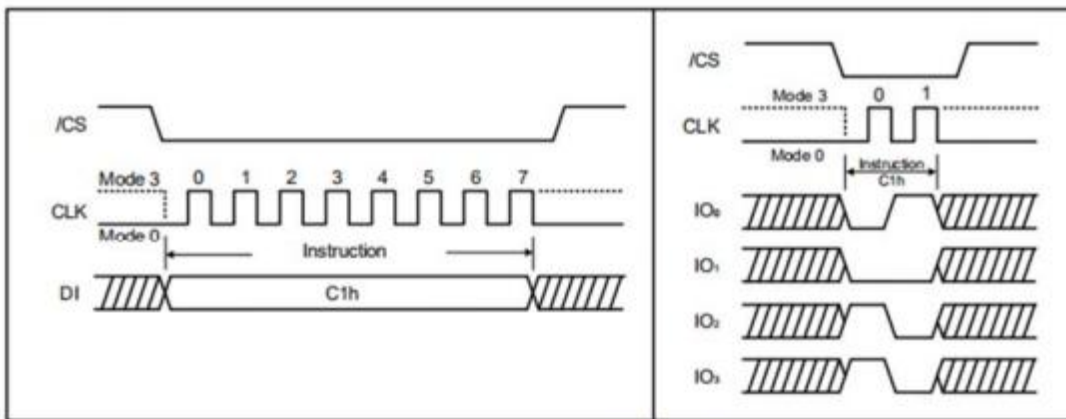 /CS
Mode 3 0 1 2 3 4 5 6 7
CLK
Mode 0
Instruction
DI C1h
/CS
Mode 3 0 1
CLK
Mode 0 Instruction
C1h
IO₀
IO₁
IO₂
IO₃